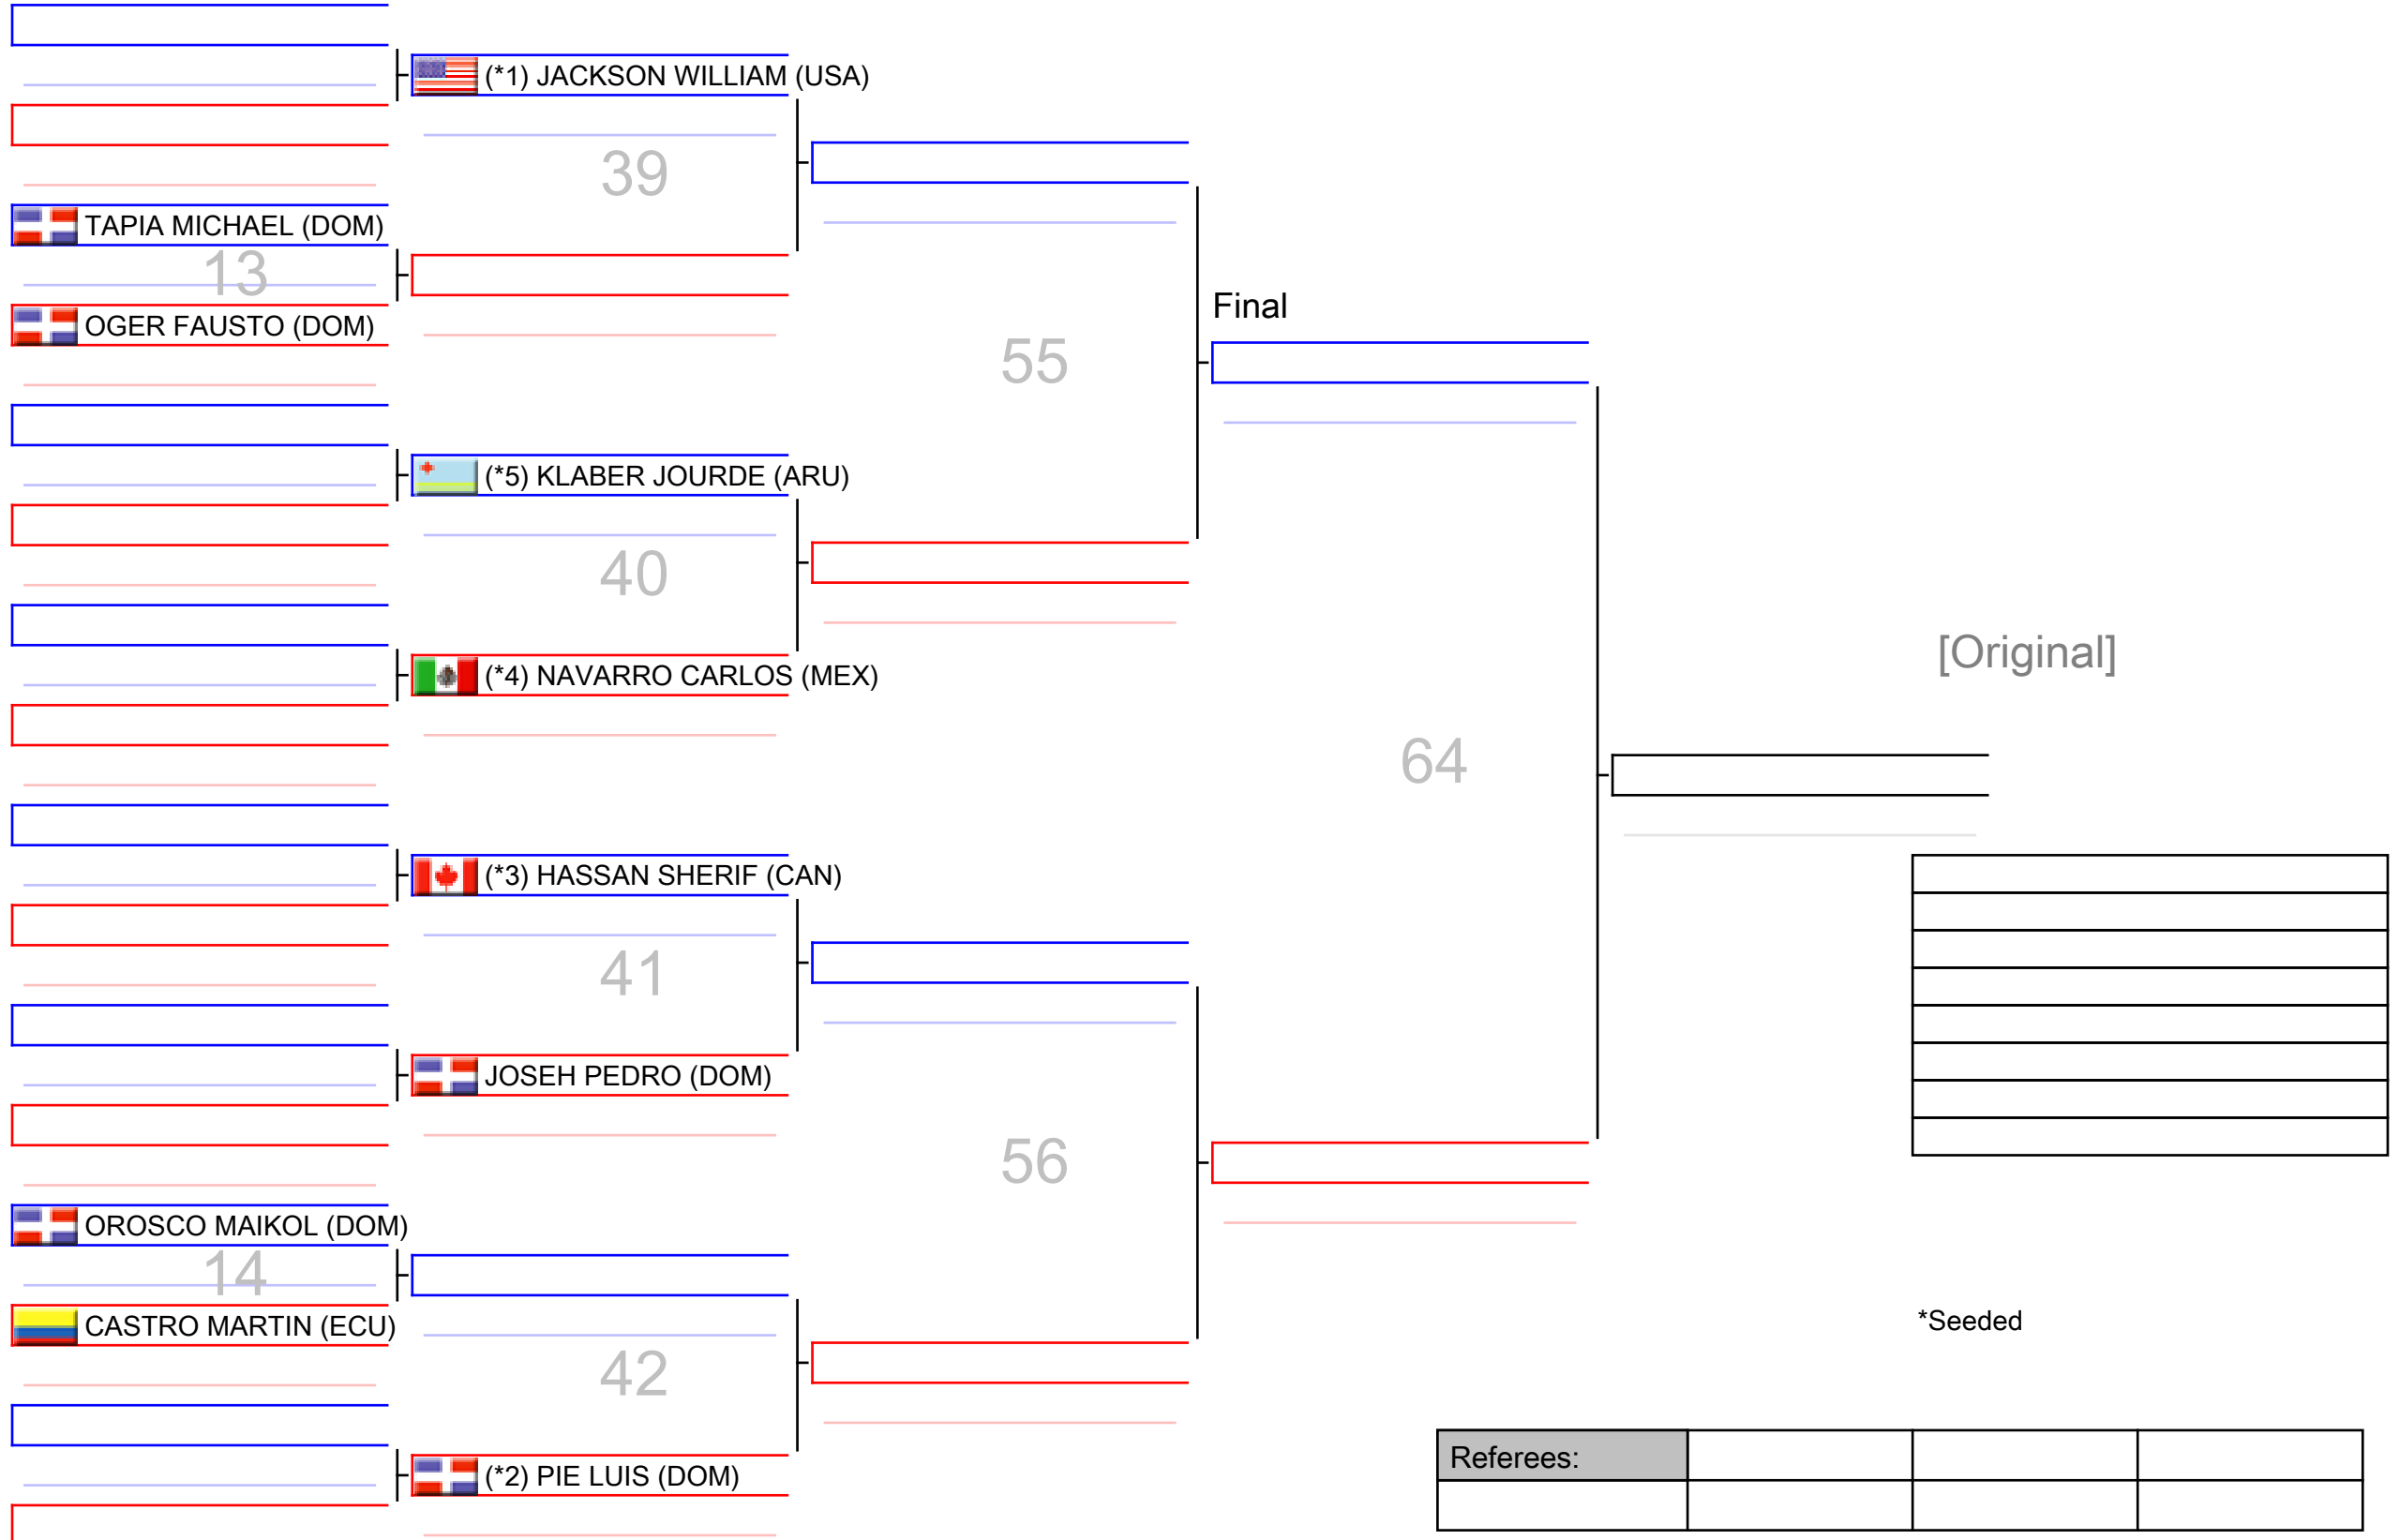 (*1) JACKSON WILLIAM (USA)
39
TAPIA MICHAEL (DOM)
13
OGER FAUSTO (DOM)
Final
55
(*5) KLABER JOURDE (ARU)
40
(*4) NAVARRO CARLOS (MEX)
[Original]
64
(*3) HASSAN SHERIF (CAN)
41
JOSEH PEDRO (DOM)
56
OROSCO MAIKOL (DOM)
14
CASTRO MARTIN (ECU)
*Seeded
42
(*2) PIE LUIS (DOM)
Referees: